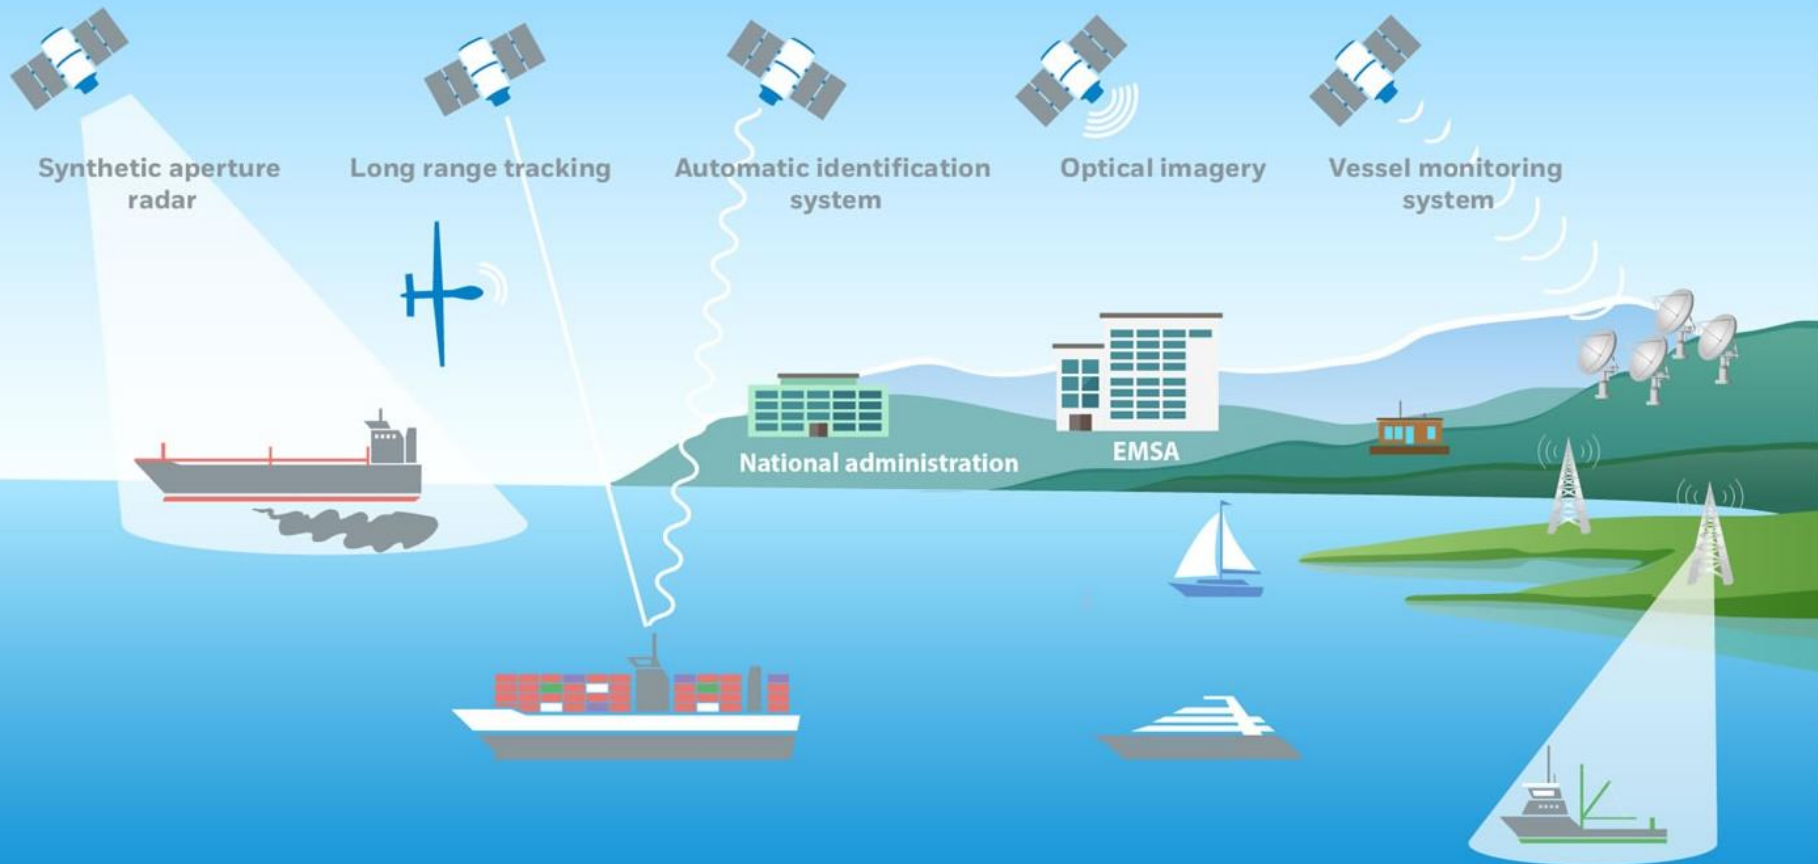 Synthetic aperture
radar
Long range tracking
Automatic identification
system
Optical imagery
Vessel monitoring
system
National administration
EMSA